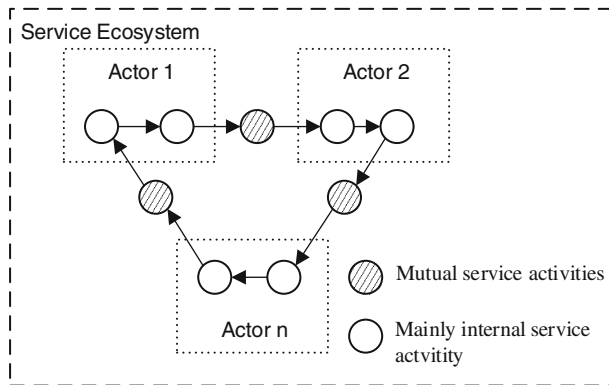 Service Ecosystem
Actor 1
Actor 2
Actor n
Mutual service activities
Mainly internal service
actvitity